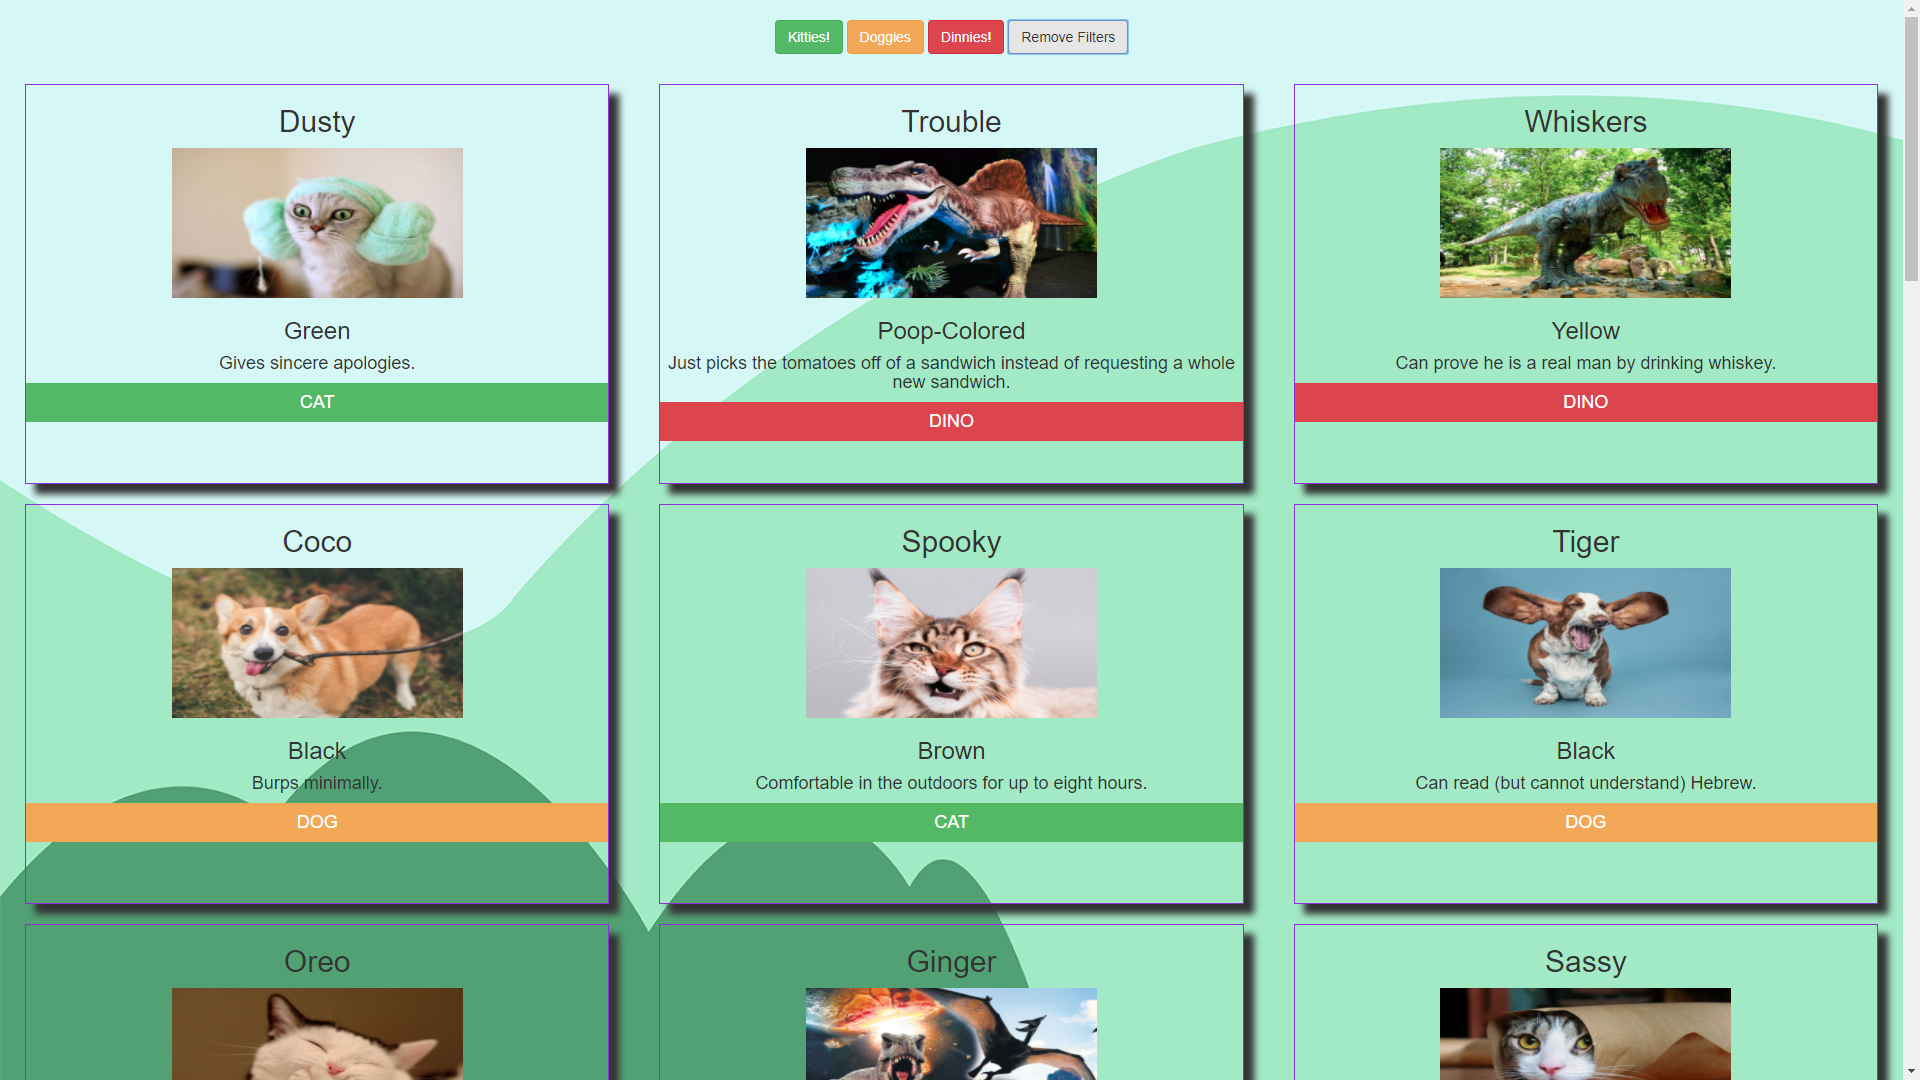 Kitties! Doggies Dinnies! Remove Filters
Dusty
Green
Gives sincere apologies.
CAT
Trouble
Poop-Colored
Just picks the tomatoes off of a sandwich instead of requesting a whole
new sandwich.
DINO
Whiskers
Yellow
Can prove he is a real man by drinking whiskey.
DINO
Coco
Black
Burps minimally.
DOG
Spooky
Brown
Comfortable in the outdoors for up to eight hours.
CAT
Tiger
Black
Can read (but cannot understand) Hebrew.
DOG
Oreo
Ginger
Sassy